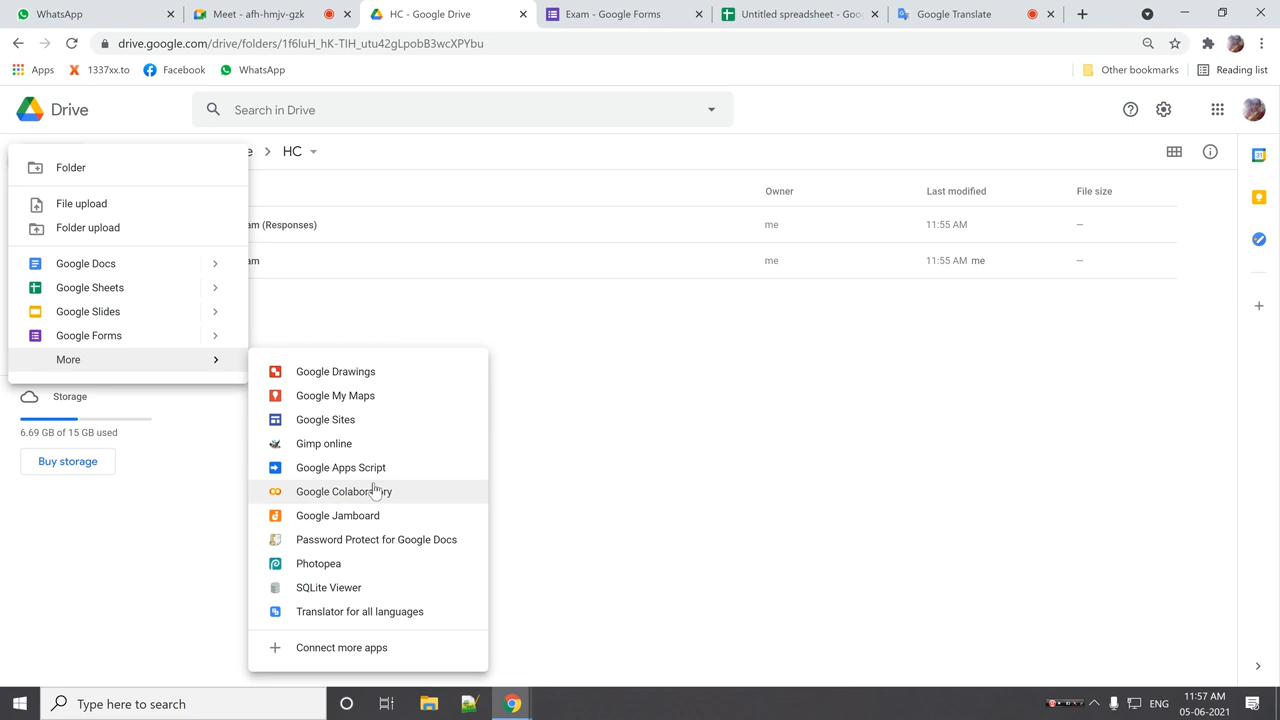 WhatsApp
Meet - afh-hmjv-gzk
HC - Google Drive
Exam - Google Forms
Untitled spreadsheet - Goo
Google Translate
drive.google.com/drive/folders/1f6IuH_hK-TIH_utu42gLpobB3wcXPYbu
Apps
1337xx.to
Facebook
WhatsApp
Other bookmarks
Reading list
Drive
Search in Drive
e > HC
Owner
Last modified
File size
am (Responses)
me
11:55 AM
—
am
me
11:55 AM me
—
Folder
File upload
Folder upload
Google Docs
Google Sheets
Google Slides
Google Forms
More
Storage
6.69 GB of 15 GB used
Buy storage
Google Drawings
Google My Maps
Google Sites
Gimp online
Google Apps Script
Google Colaboratory
Google Jamboard
Password Protect for Google Docs
Photopea
SQLite Viewer
Translator for all languages
Connect more apps
Type here to search
ENG
11:57 AM
05-06-2021